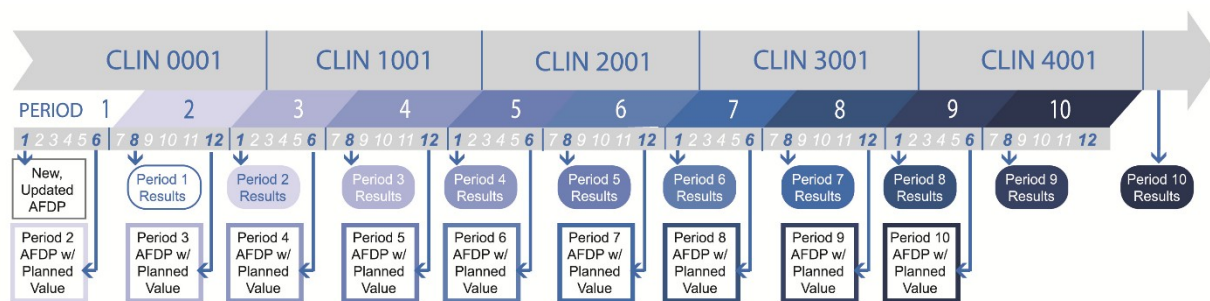 CLIN 0001 CLIN 1001 CLIN 2001 CLIN 3001 CLIN 4001
PERIOD 1 2 3 4 5 6 7 8 9 10
1 2 3 4 5 6 7 8 9 10 11 12 1 2 3 4 5 6 7 8 9 10 11 12 1 2 3 4 5 6 7 8 9 10 11 12 1 2 3 4 5 6 7 8 9 10 11 12 1 2 3 4 5 6 7 8 9 10 11 12
New,
Updated
AFDP
Period 1
Results
Period 2
Results
Period 3
Results
Period 4
Results
Period 5
Results
Period 6
Results
Period 7
Results
Period 8
Results
Period 9
Results
Period 10
Results
Period 2
AFDP w/
Planned
Value
Period 3
AFDP w/
Planned
Value
Period 4
AFDP w/
Planned
Value
Period 5
AFDP w/
Planned
Value
Period 6
AFDP w/
Planned
Value
Period 7
AFDP w/
Planned
Value
Period 8
AFDP w/
Planned
Value
Period 9
AFDP w/
Planned
Value
Period 10
AFDP w/
Planned
Value